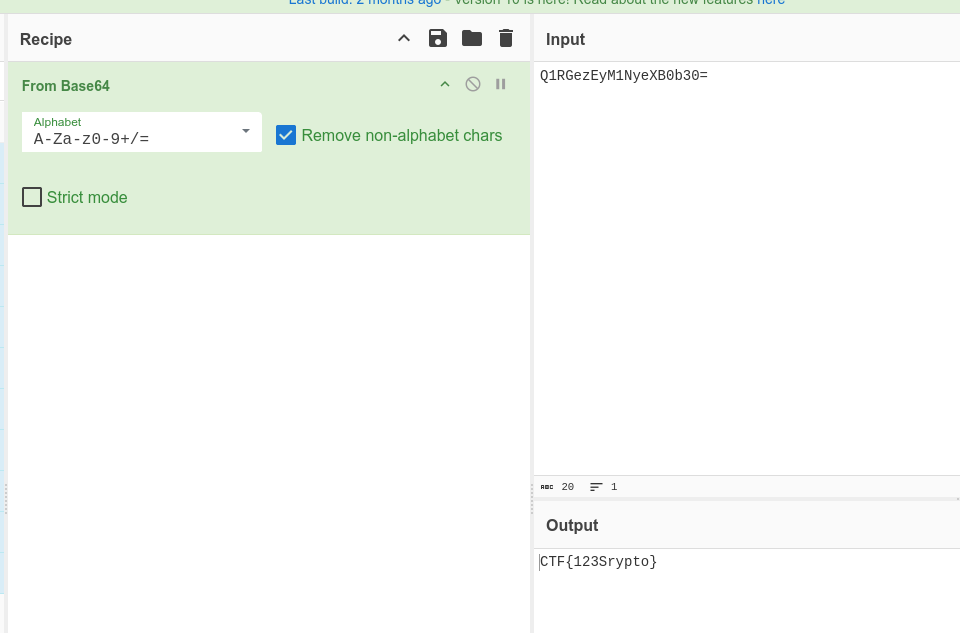 Last build: 2 months ago - Version 10 is here! Read about the new features here
Recipe
From Base64
Alphabet
A-Za-z0-9+/=
Remove non-alphabet chars
Strict mode
Input
Q1RGezEyM1NyeXB0b30=
ABC 20 1
Output
CTF{123Srypto}